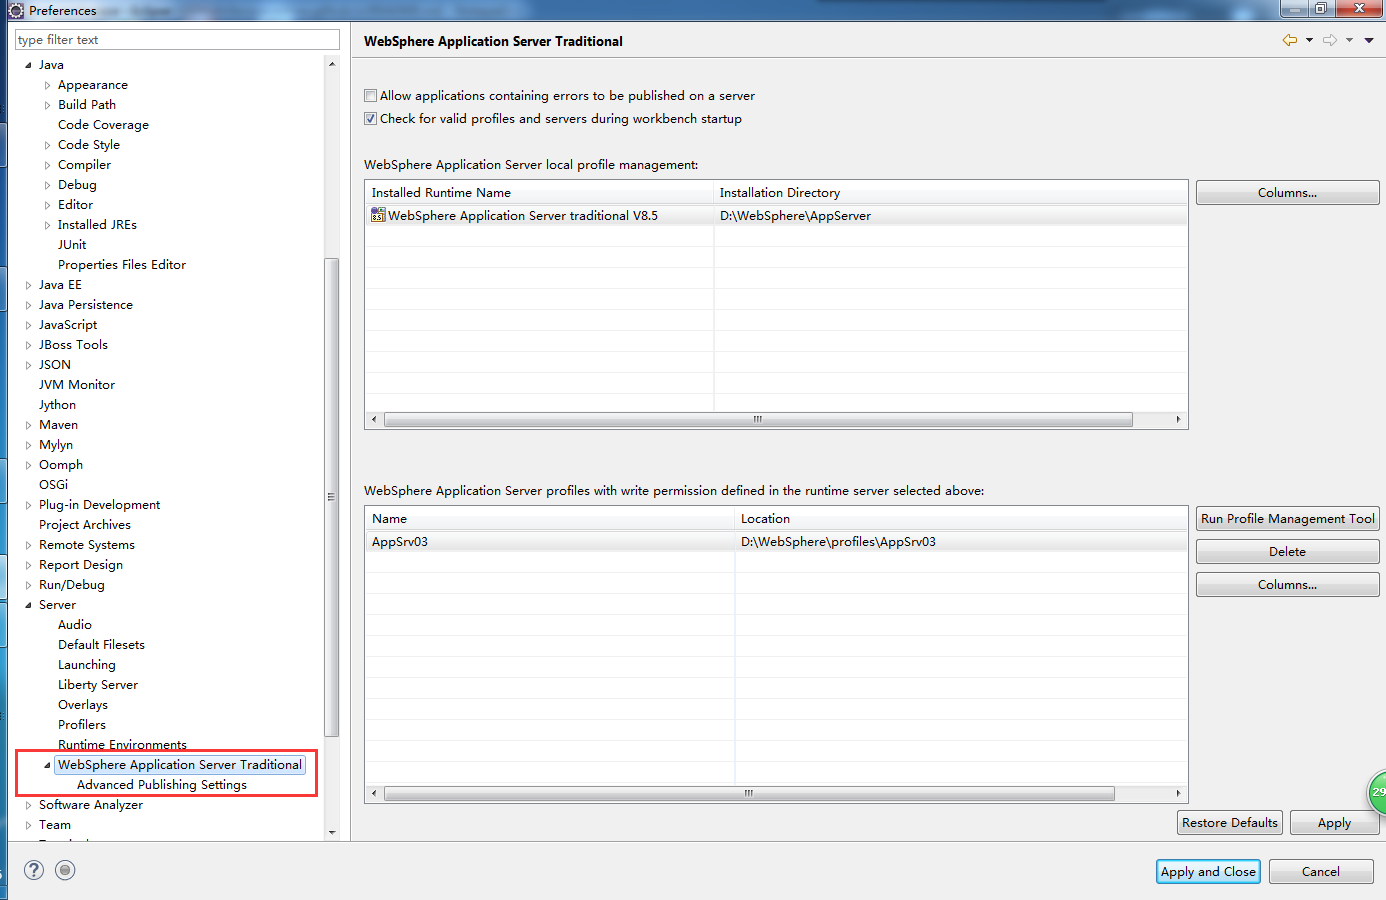 Preferences
type filter text
Java
Appearance
Build Path
Code Coverage
Code Style
Compiler
Debug
Editor
Installed JREs
JUnit
Properties Files Editor
Java EE
Java Persistence
JavaScript
JBoss Tools
JSON
JVM Monitor
Jython
Maven
Mylyn
Oomph
OSGi
Plug-in Development
Project Archives
Remote Systems
Report Design
Run/Debug
Server
Audio
Default Filesets
Launching
Liberty Server
Overlays
Profilers
Runtime Environments
WebSphere Application Server Traditional
Advanced Publishing Settings
Software Analyzer
Team
WebSphere Application Server Traditional
Allow applications containing errors to be published on a server
Check for valid profiles and servers during workbench startup
WebSphere Application Server local profile management:
Installed Runtime Name Installation Directory
WebSphere Application Server traditional V8.5 D:\WebSphere\AppServer
Columns...
WebSphere Application Server profiles with write permission defined in the runtime server selected above:
Name Location
AppSrv03 D:\WebSphere\profiles\AppSrv03
Run Profile Management Tool
Delete
Columns...
29
Restore Defaults Apply
Apply and Close Cancel